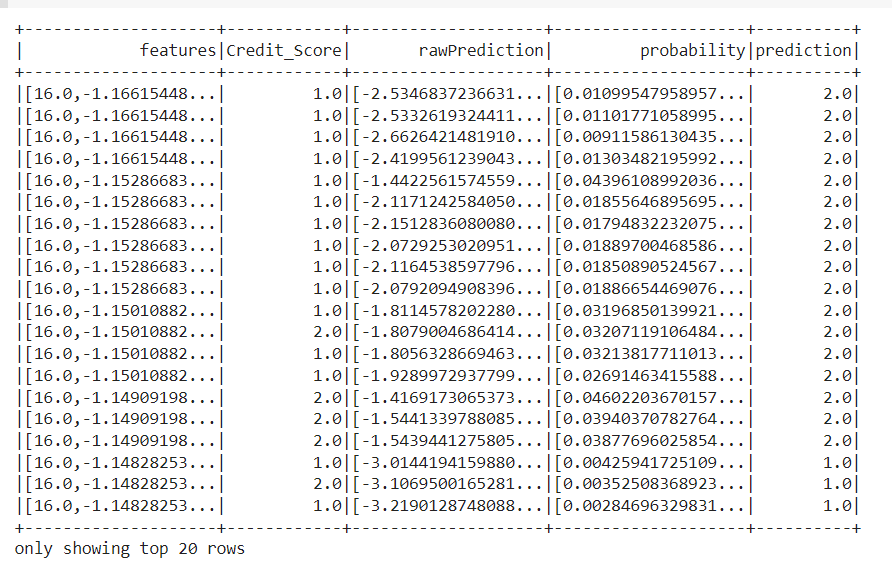 +--------------------+------------+--------------------+--------------------+----------+
|            features|Credit_Score|       rawPrediction|         probability|prediction|
+--------------------+------------+--------------------+--------------------+----------+
|[16.0,-1.16615448...|         1.0|[-2.5346837236631...|[0.01099547958957...|       2.0|
|[16.0,-1.16615448...|         1.0|[-2.5332619324411...|[0.01101771058995...|       2.0|
|[16.0,-1.16615448...|         1.0|[-2.6626421481910...|[0.00911586130435...|       2.0|
|[16.0,-1.16615448...|         1.0|[-2.4199561239043...|[0.01303482195992...|       2.0|
|[16.0,-1.15286683...|         1.0|[-1.4422561574559...|[0.04396108992036...|       2.0|
|[16.0,-1.15286683...|         1.0|[-2.1171242584050...|[0.01855646895695...|       2.0|
|[16.0,-1.15286683...|         1.0|[-2.1512836080080...|[0.01794832232075...|       2.0|
|[16.0,-1.15286683...|         1.0|[-2.0729253020951...|[0.01889700468586...|       2.0|
|[16.0,-1.15286683...|         1.0|[-2.1164538597796...|[0.01850890524567...|       2.0|
|[16.0,-1.15286683...|         1.0|[-2.0792094908396...|[0.01886654469076...|       2.0|
|[16.0,-1.15010882...|         1.0|[-1.8114578202280...|[0.03196850139921...|       2.0|
|[16.0,-1.15010882...|         2.0|[-1.8079004686414...|[0.03207119106484...|       2.0|
|[16.0,-1.15010882...|         1.0|[-1.8056328669463...|[0.03213817711013...|       2.0|
|[16.0,-1.15010882...|         1.0|[-1.9289972937799...|[0.02691463415588...|       2.0|
|[16.0,-1.14909198...|         2.0|[-1.4169173065373...|[0.04602203670157...|       2.0|
|[16.0,-1.14909198...|         2.0|[-1.5441339788085...|[0.03940370782764...|       2.0|
|[16.0,-1.14909198...|         2.0|[-1.5439441275805...|[0.03877696025854...|       2.0|
|[16.0,-1.14828253...|         1.0|[-3.0144194159880...|[0.00425941725109...|       1.0|
|[16.0,-1.14828253...|         2.0|[-3.1069500165281...|[0.00352508368923...|       1.0|
|[16.0,-1.14828253...|         1.0|[-3.2190128748088...|[0.00284696329831...|       1.0|
+--------------------+------------+--------------------+--------------------+----------+
only showing top 20 rows